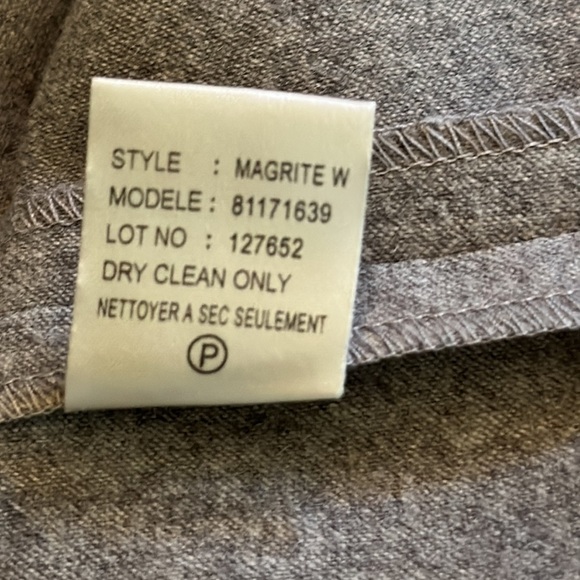 STYLE : MAGRITE W
MODELE : 81171639
LOT NO : 127652
DRY CLEAN ONLY
NETTOYER A SEC SEULEMENT
P